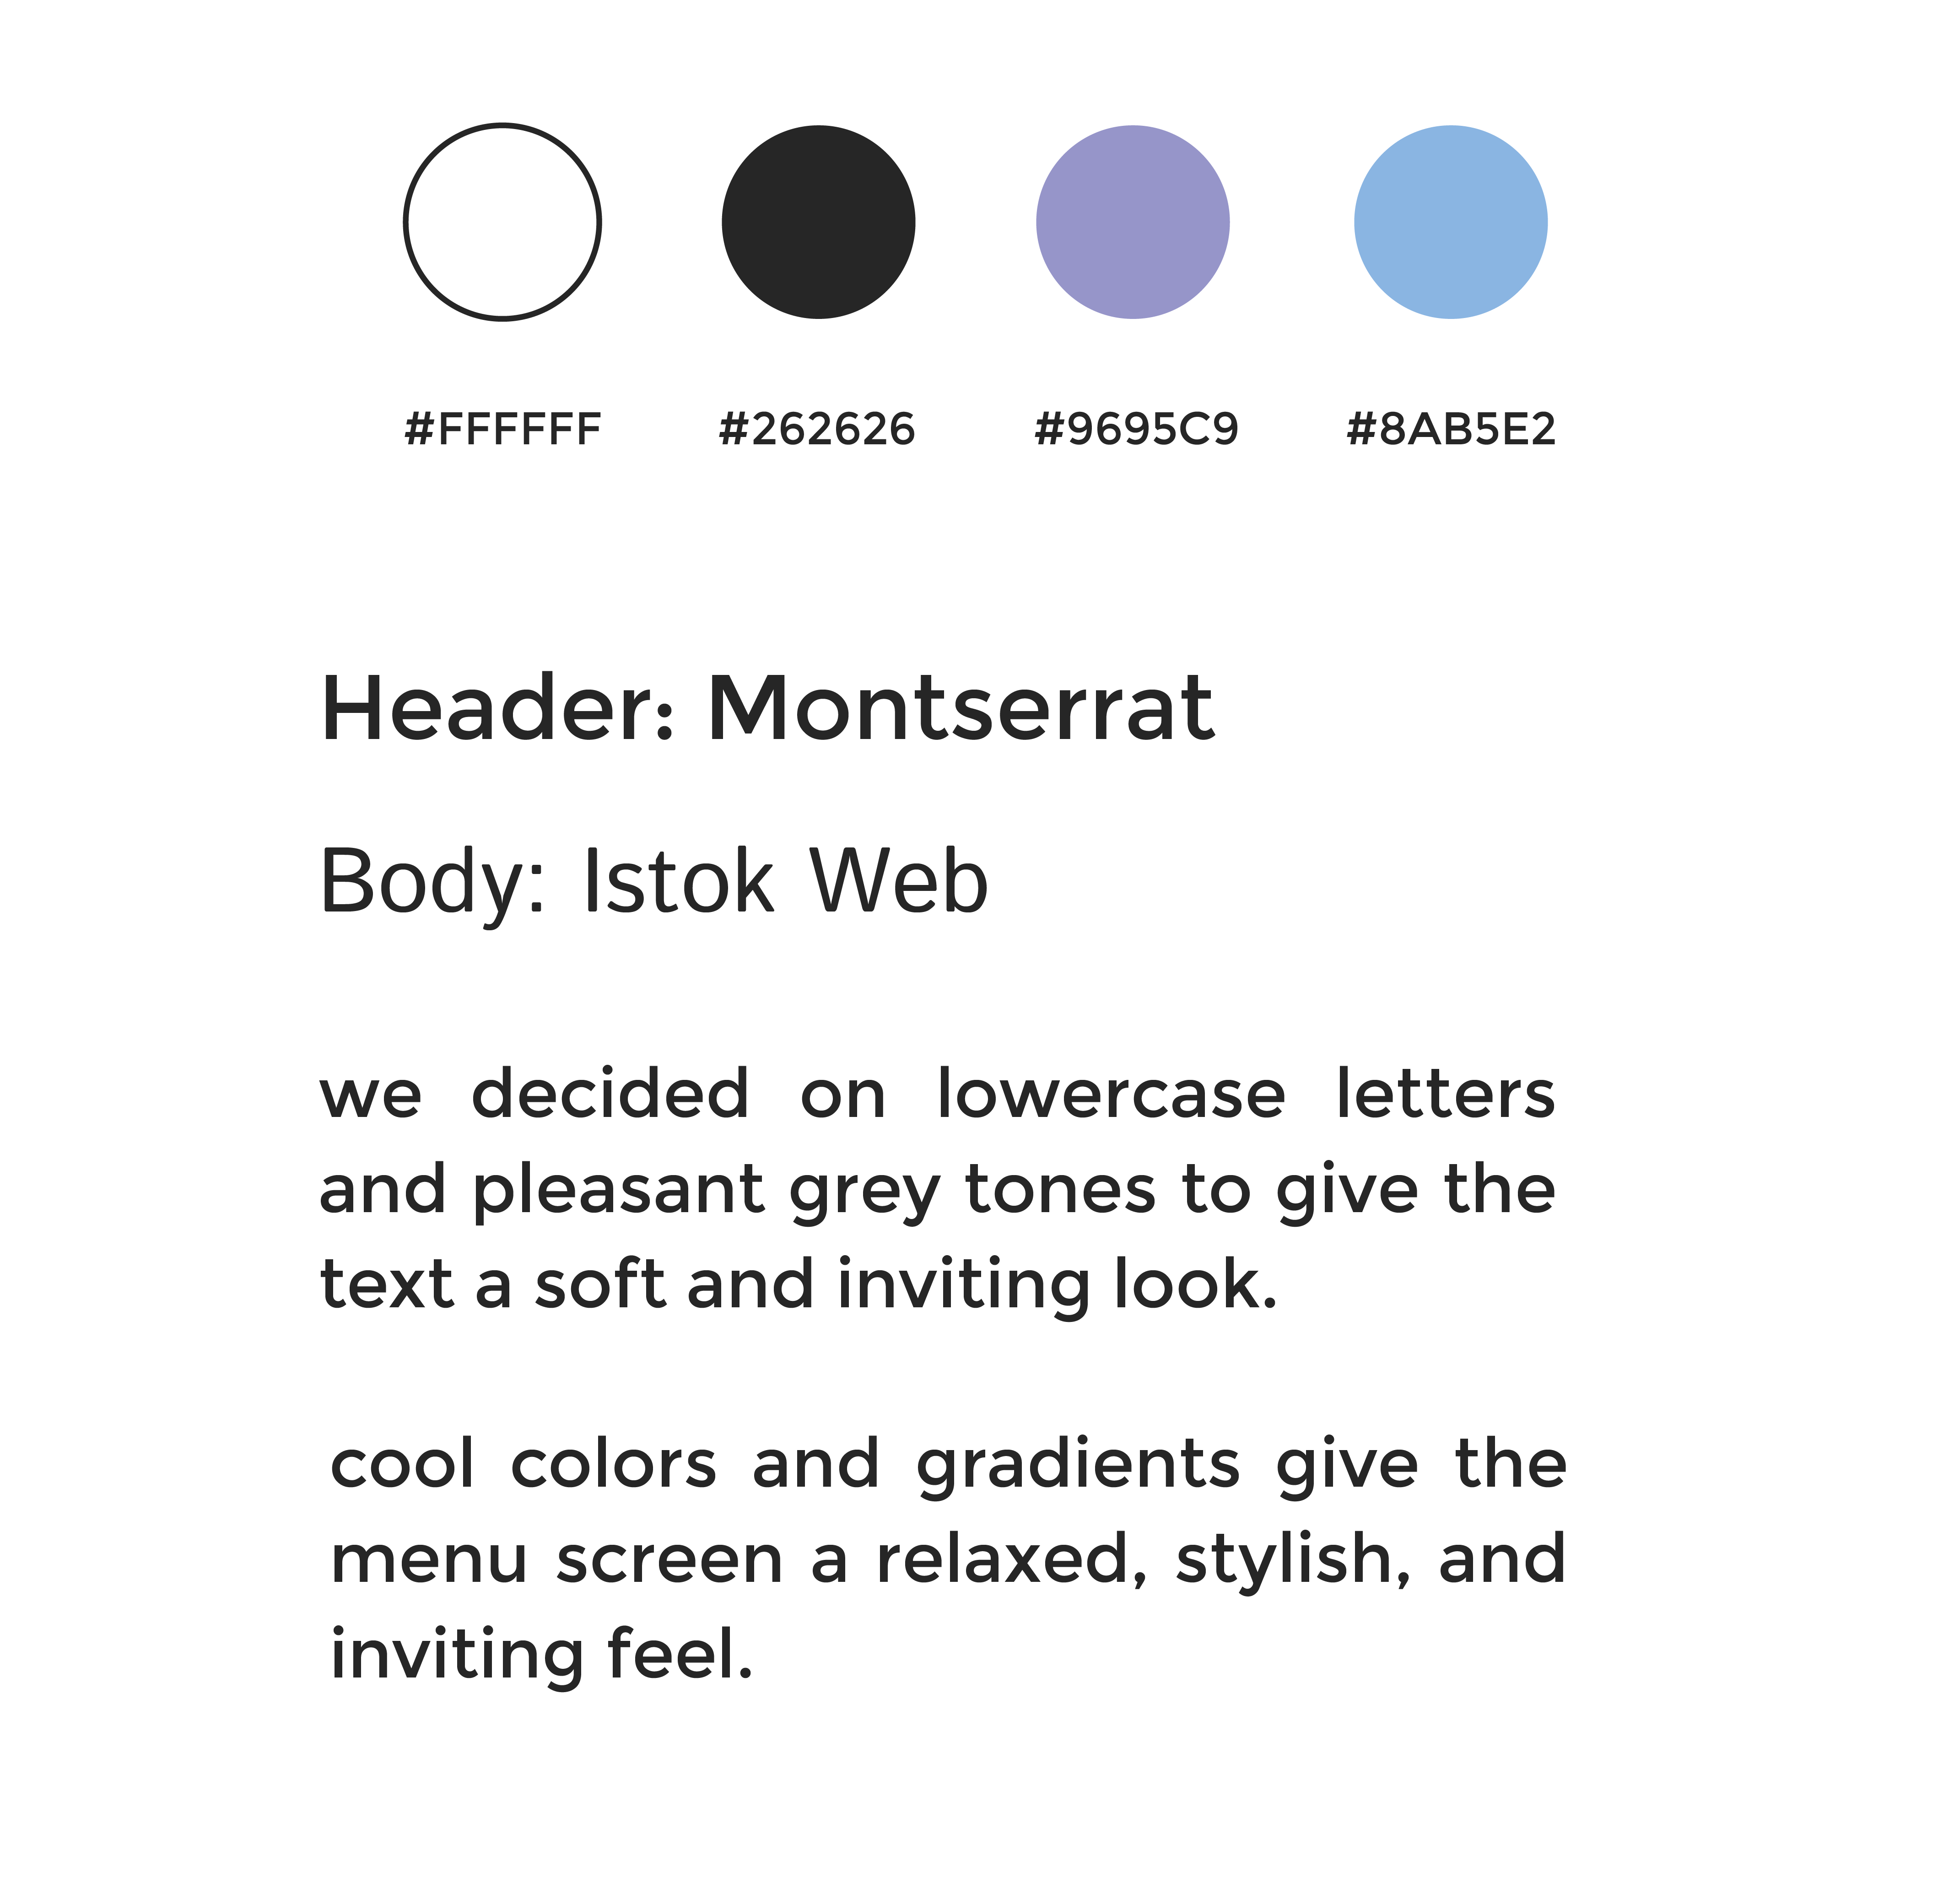 #FFFFFF #262626 #9695C9 #8AB5E2
Header: Montserrat
Body: Istok Web
we decided on lowercase letters
and pleasant grey tones to give the
text a soft and inviting look.
cool colors and gradients give the
menu screen a relaxed, stylish, and
inviting feel.